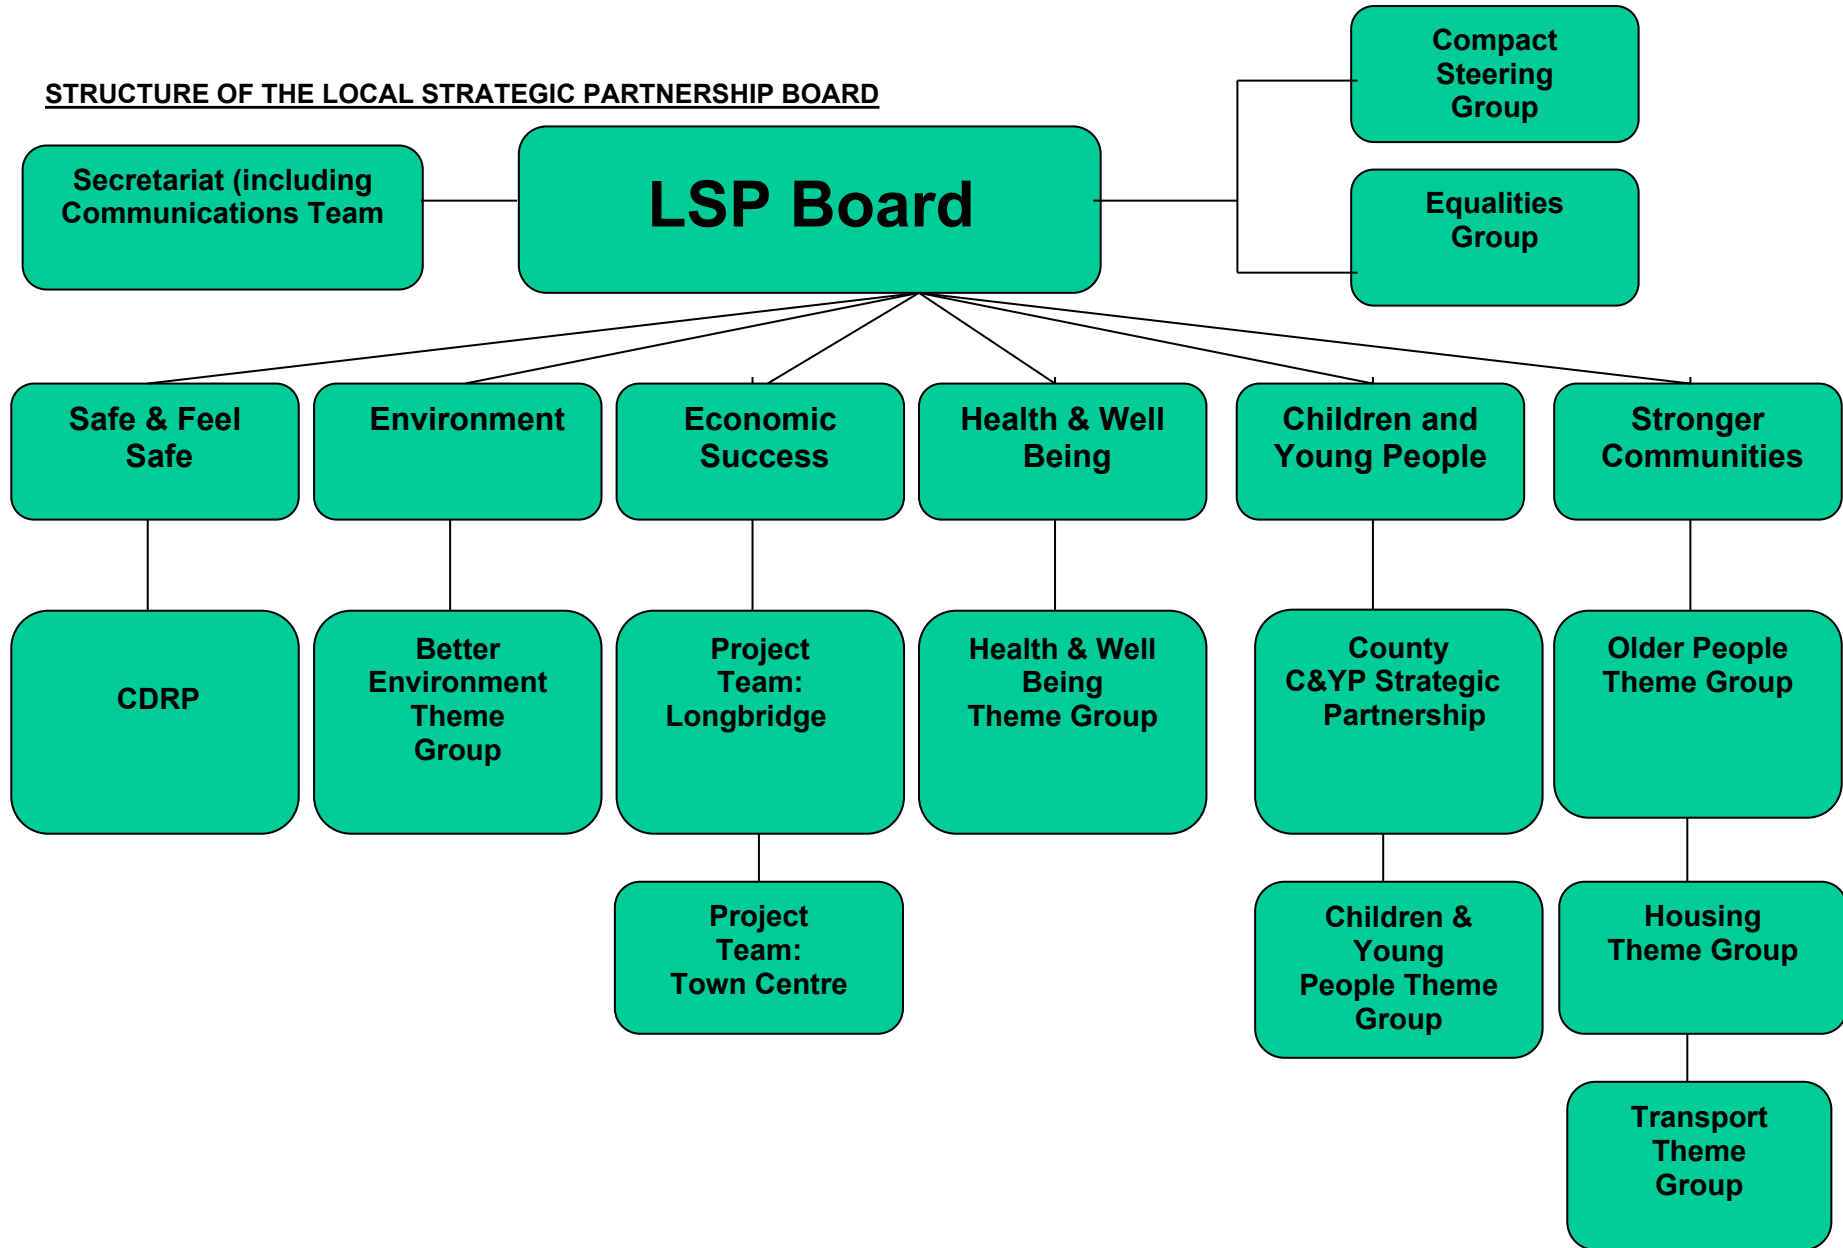 STRUCTURE OF THE LOCAL STRATEGIC PARTNERSHIP BOARD
Compact
Steering
Group
Secretariat (including
Communications Team
LSP Board
Equalities
Group
Safe & Feel
Safe
Environment
Economic
Success
Health & Well
Being
Children and
Young People
Stronger
Communities
CDRP
Better
Environment
Theme
Group
Project
Team:
Longbridge
Health & Well
Being
Theme Group
County
C&YP Strategic
Partnership
Older People
Theme Group
Project
Team:
Town Centre
Children &
Young
People Theme
Group
Housing
Theme Group
Transport
Theme
Group